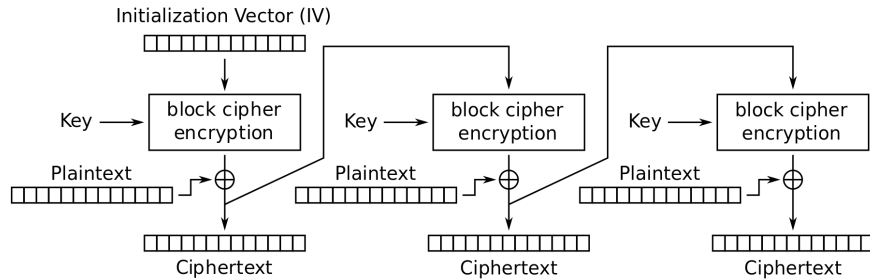 Initialization Vector (IV)
Key
block cipher
encryption
Plaintext
Ciphertext
Key
block cipher
encryption
Plaintext
Ciphertext
Key
block cipher
encryption
Plaintext
Ciphertext